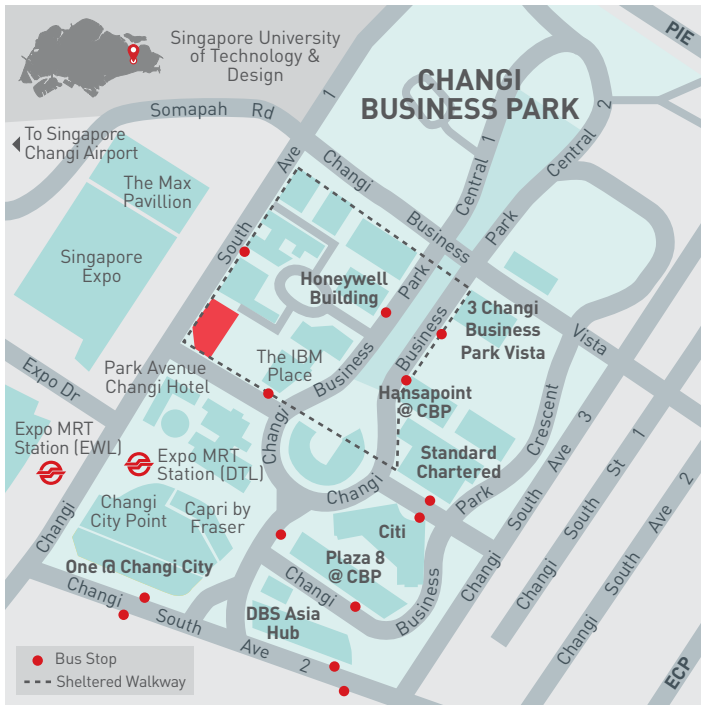 Singapore University
of Technology &
Design
CHANGI
BUSINESS PARK
PIE
Somapah Rd
To Singapore
Changi Airport
The Max
Pavillion
Singapore
Expo
South Ave 1
Changi Business Vista
Central 1
Central 2
Park
Park
Honeywell
Building
3 Changi
Business
Park Vista
Business
Business
The IBM
Place
Park Avenue
Changi Hotel
Expo Dr
Hansapoint
@ CBP
Changi
Changi
Crescent
Standard
Chartered
Park
Expo MRT
Station (EWL)
Expo MRT
Station (DTL)
Changi
City Point
Capri by
Fraser
Changi
Citi
Plaza 8
@ CBP
Changi
Business
One @ Changi City
DBS Asia
Hub
Changi South Ave 2
Changi South Ave 3
Changi South St 1
Changi South Ave 2
ECP
Bus Stop
Sheltered Walkway